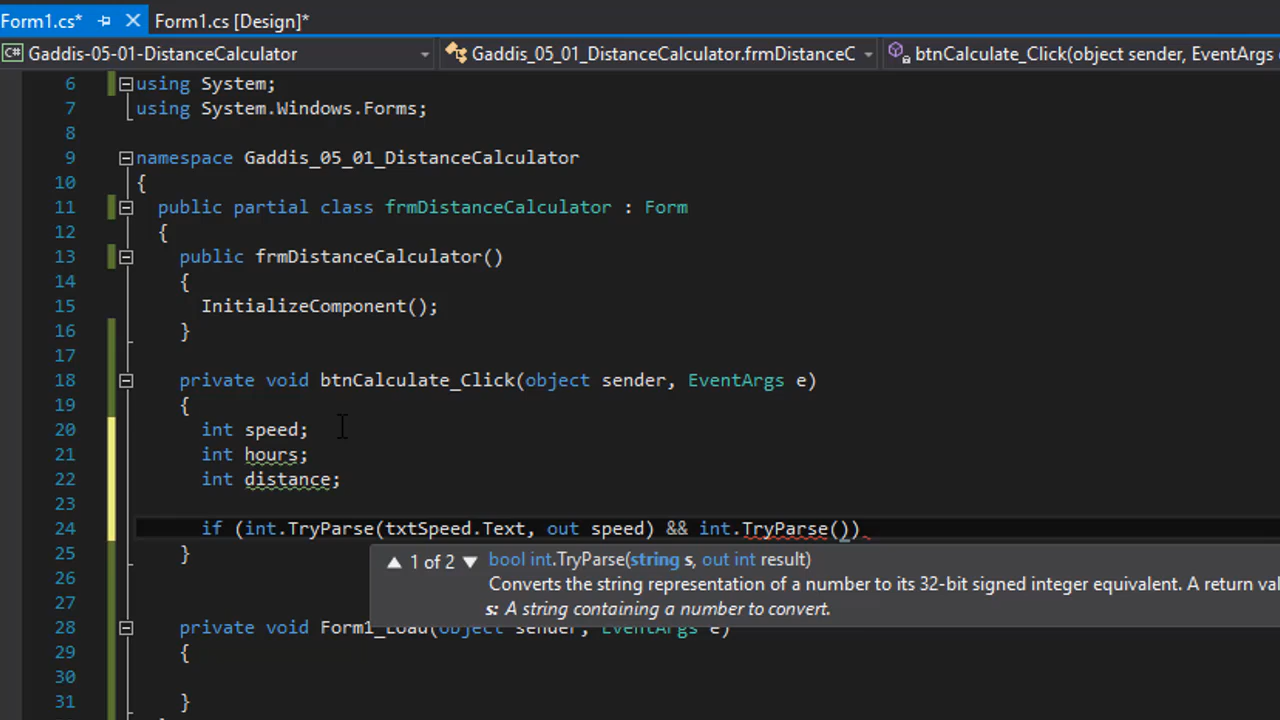 Form1.cs* Form1.cs [Design]*
C# Gaddis-05-01-DistanceCalculator Gaddis_05_01_DistanceCalculator.frmDistanceC btnCalculate_Click(object sender, EventArgs
6 using System;
7 using System.Windows.Forms;
8
9 namespace Gaddis_05_01_DistanceCalculator
10 {
11 public partial class frmDistanceCalculator : Form
12 {
13 public frmDistanceCalculator()
14 {
15 InitializeComponent();
16 }
17
18 private void btnCalculate_Click(object sender, EventArgs e)
19 {
20 int speed;
21 int hours;
22 int distance;
23
24 if (int.TryParse(txtSpeed.Text, out speed) && int.TryParse())
25 }
▲ 1 of 2 ▼ bool int.TryParse(string s, out int result)
26
Converts the string representation of a number to its 32-bit signed integer equivalent. A return
27
s: A string containing a number to convert.
28 private void Form1_Load(object sender, EventArgs e)
29 {
30
31 }